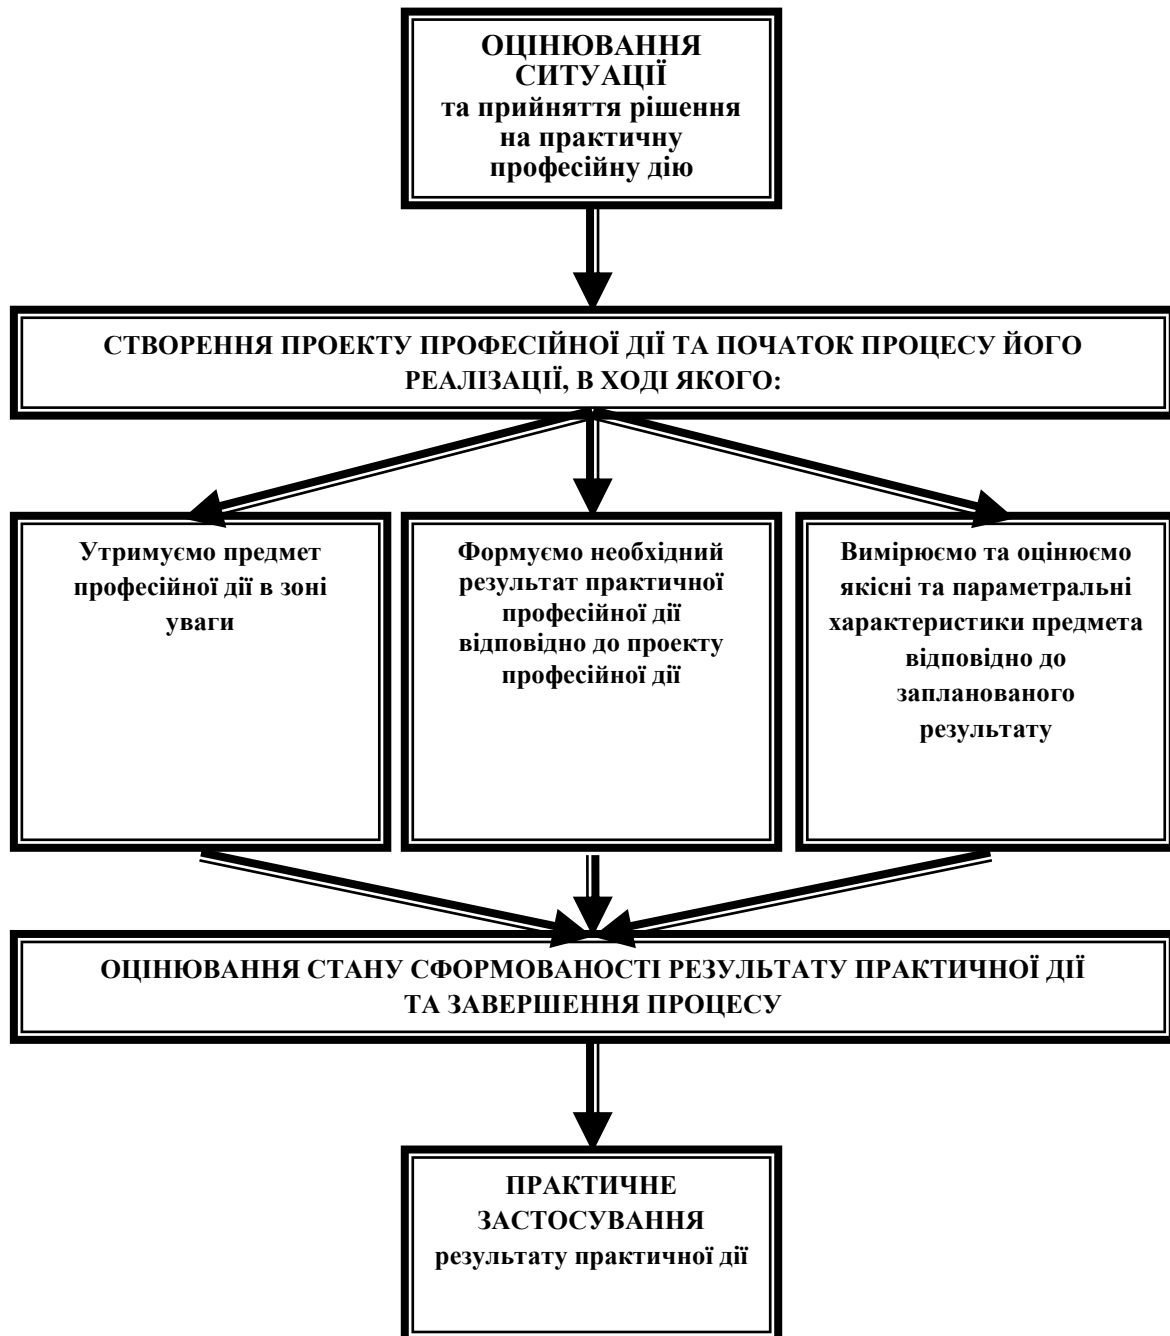 ОЦІНЮВАННЯ
СИТУАЦІЇ
та прийняття рішення
на практичну
професійну дію
СТВОРЕННЯ ПРОЕКТУ ПРОФЕСІЙНОЇ ДІЇ ТА ПОЧАТОК ПРОЦЕСУ ЙОГО
РЕАЛІЗАЦІЇ, В ХОДІ ЯКОГО:
Утримуємо предмет
професійної дії в зоні
уваги
Формуємо необхідний
результат практичної
професійної дії
відповідно до проекту
професійної дії
Вимірюємо та оцінюємо
якісні та параметральні
характеристики предмета
відповідно до
запланованого
результату
ОЦІНЮВАННЯ СТАНУ СФОРМОВАНОСТІ РЕЗУЛЬТАТУ ПРАКТИЧНОЇ ДІЇ
ТА ЗАВЕРШЕННЯ ПРОЦЕСУ
ПРАКТИЧНЕ
ЗАСТОСУВАННЯ
результату практичної дії